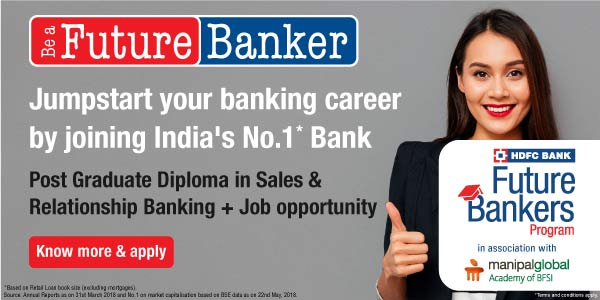 Be a Future Banker
Jumpstart your banking career
by joining India's No.1* Bank
Post Graduate Diploma in Sales &
Relationship Banking + Job opportunity
Know more & apply
HDFC BANK
Future
Bankers
Program
in association with
manipalglobal
Academy of BFSI
*Based on Retail Loan book size (excluding mortgages).
Source: Annual Reports as on 31st March 2018 and No.1 on market capitalisation based on BSE data as on 22nd May, 2018.
*Terms and conditions apply.